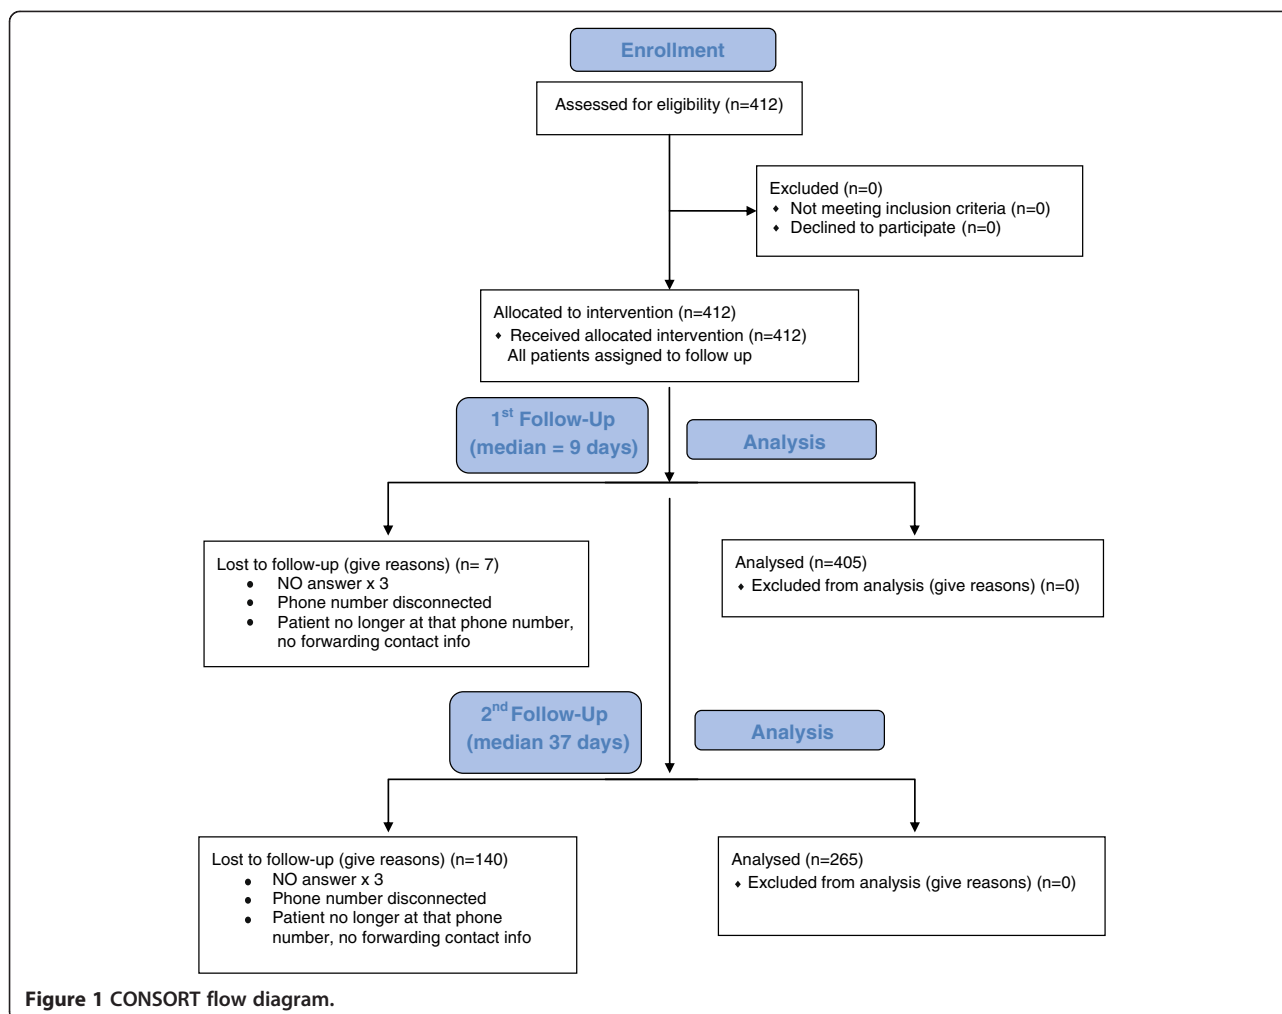 Enrollment
Assessed for eligibility (n=412)
Excluded (n=0)
♦ Not meeting inclusion criteria (n=0)
♦ Declined to participate (n=0)
Allocated to intervention (n=412)
♦ Received allocated intervention (n=412)
All patients assigned to follow up
1st Follow-Up
(median = 9 days)
Analysis
Lost to follow-up (give reasons) (n= 7)
• NO answer x 3
• Phone number disconnected
• Patient no longer at that phone number,
no forwarding contact info
Analysed (n=405)
♦ Excluded from analysis (give reasons) (n=0)
2nd Follow-Up
(median 37 days)
Analysis
Lost to follow-up (give reasons) (n=140)
• NO answer x 3
• Phone number disconnected
• Patient no longer at that phone
number, no forwarding contact info
Analysed (n=265)
♦ Excluded from analysis (give reasons) (n=0)
Figure 1 CONSORT flow diagram.